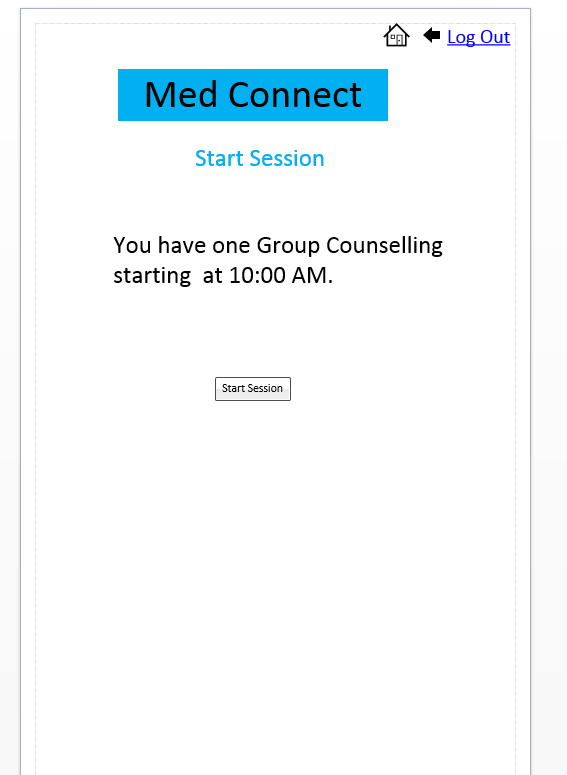 Log Out
Med Connect
Start Session
You have one Group Counselling
starting  at 10:00 AM.
Start Session